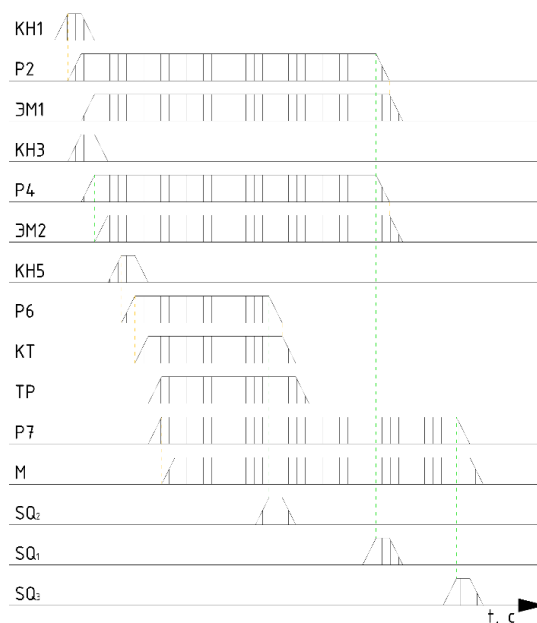 КН1
Р2
ЭМ1
КН3
Р4
ЭМ2
КН5
Р6
КТ
ТР
Р7
М
SQ₂
SQ₁
SQ₃
t, с